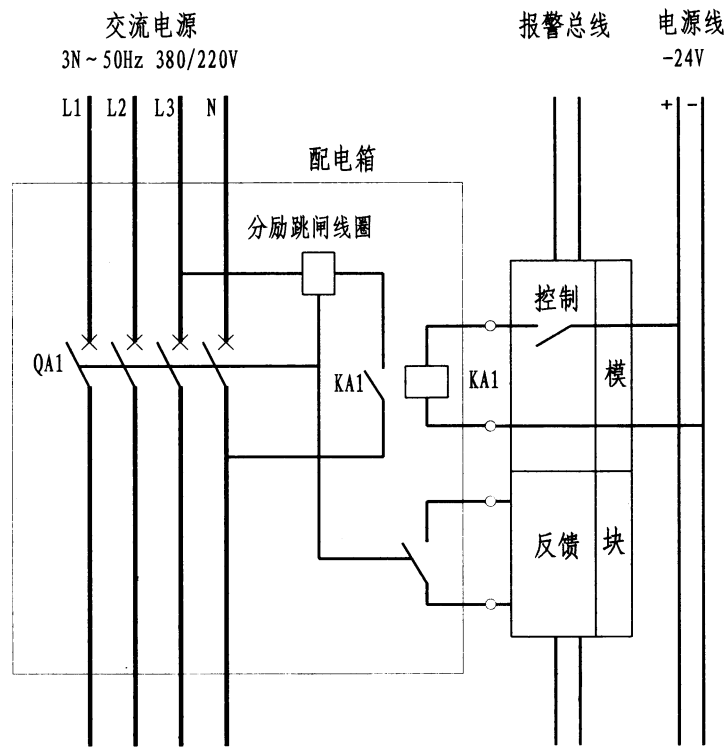 交流电源
3N～50Hz 380/220V
报警总线
电源线
-24V
L1
L2
L3
N
+
-
配电箱
分励跳闸线圈
控制
QA1
KA1
KA1
模
反馈
块